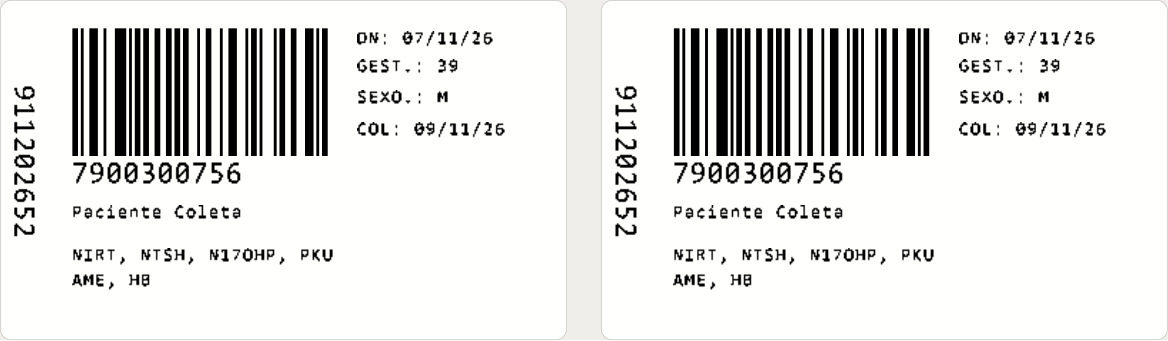 911202652
DN: 07/11/26
GEST.: 39
SEXO.: M
COL: 09/11/26
7900300756
Paciente Coleta
NIRT, NTSH, N17OHP, PKU
AME, HB
911202652
DN: 07/11/26
GEST.: 39
SEXO.: M
COL: 09/11/26
7900300756
Paciente Coleta
NIRT, NTSH, N17OHP, PKU
AME, HB